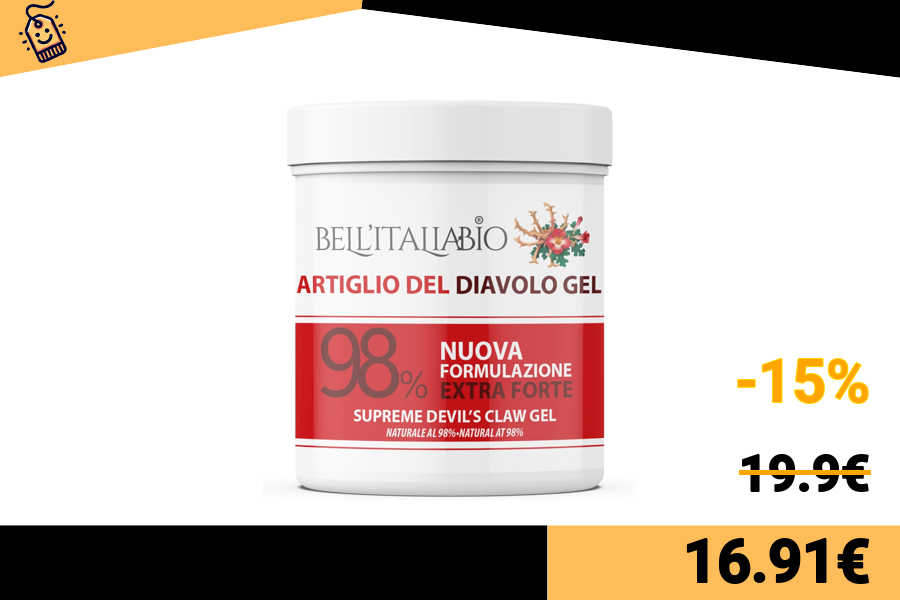 BELL'ITALIABIO®
ARTIGLIO DEL DIAVOLO GEL
98%
NUOVA
FORMULAZIONE
EXTRA FORTE
SUPREME DEVIL'S CLAW GEL
NATURALE AL 98%•NATURAL AT 98%
-15%
19.9€
16.91€